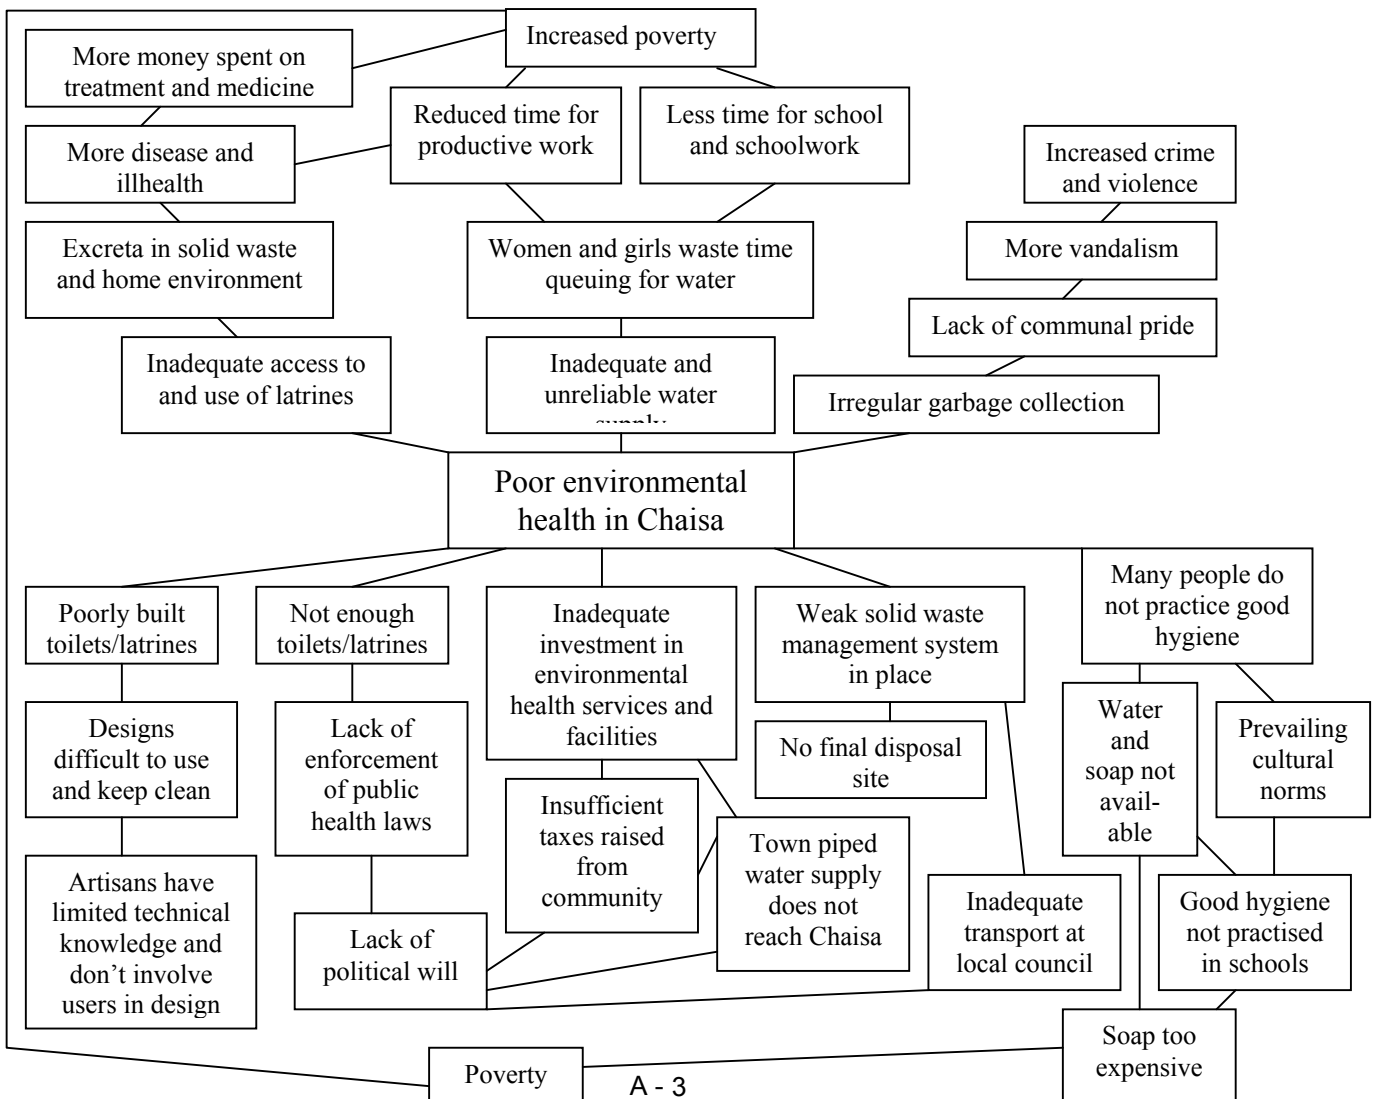 Increased poverty
More money spent on
treatment and medicine
Reduced time for
productive work
Less time for school
and schoolwork
More disease and
illhealth
Increased crime
and violence
Excreta in solid waste
and home environment
Women and girls waste time
queuing for water
More vandalism
Lack of communal pride
Inadequate access to
and use of latrines
Inadequate and
unreliable water
supply
Irregular garbage collection
Poor environmental
health in Chaisa
Poorly built
toilets/latrines
Not enough
toilets/latrines
Inadequate
investment in
environmental
health services and
facilities
Weak solid waste
management system
in place
Many people do
not practice good
hygiene
Designs
difficult to use
and keep clean
Lack of
enforcement
of public
health laws
No final disposal
site
Water
and
soap not
avail-
able
Prevailing
cultural
norms
Insufficient
taxes raised
from
community
Town piped
water supply
does not
reach Chaisa
Artisans have
limited technical
knowledge and
don’t involve
users in design
Lack of
political will
Inadequate
transport at
local council
Good hygiene
not practised
in schools
Soap too
expensive
Poverty
A - 3